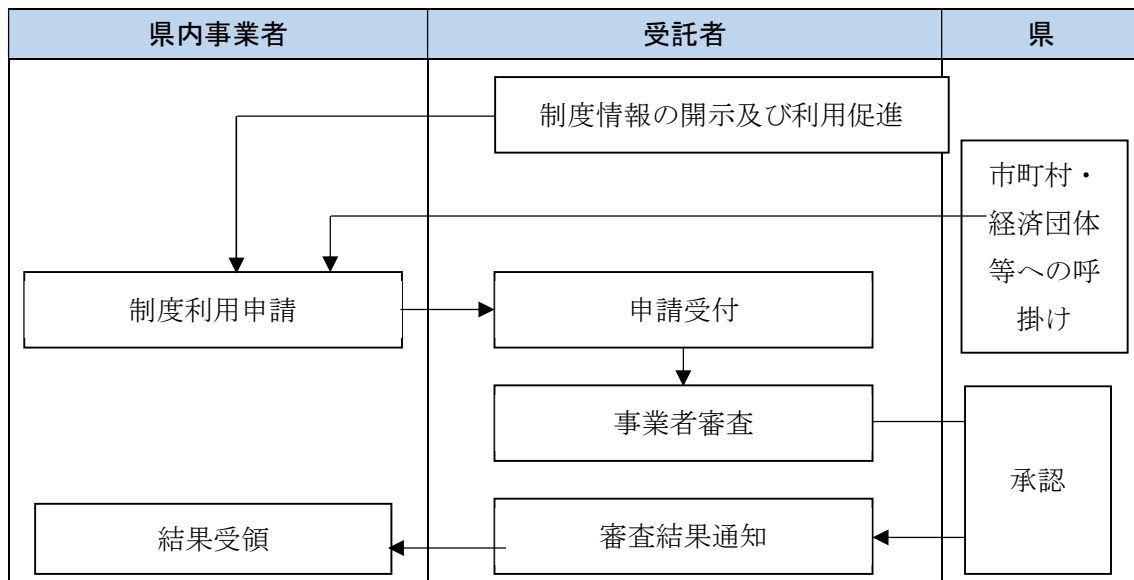 県内事業者
受託者
県
制度情報の開示及び利用促進
市町村・
経済団体
等への呼
掛け
制度利用申請
申請受付
事業者審査
承認
結果受領
審査結果通知